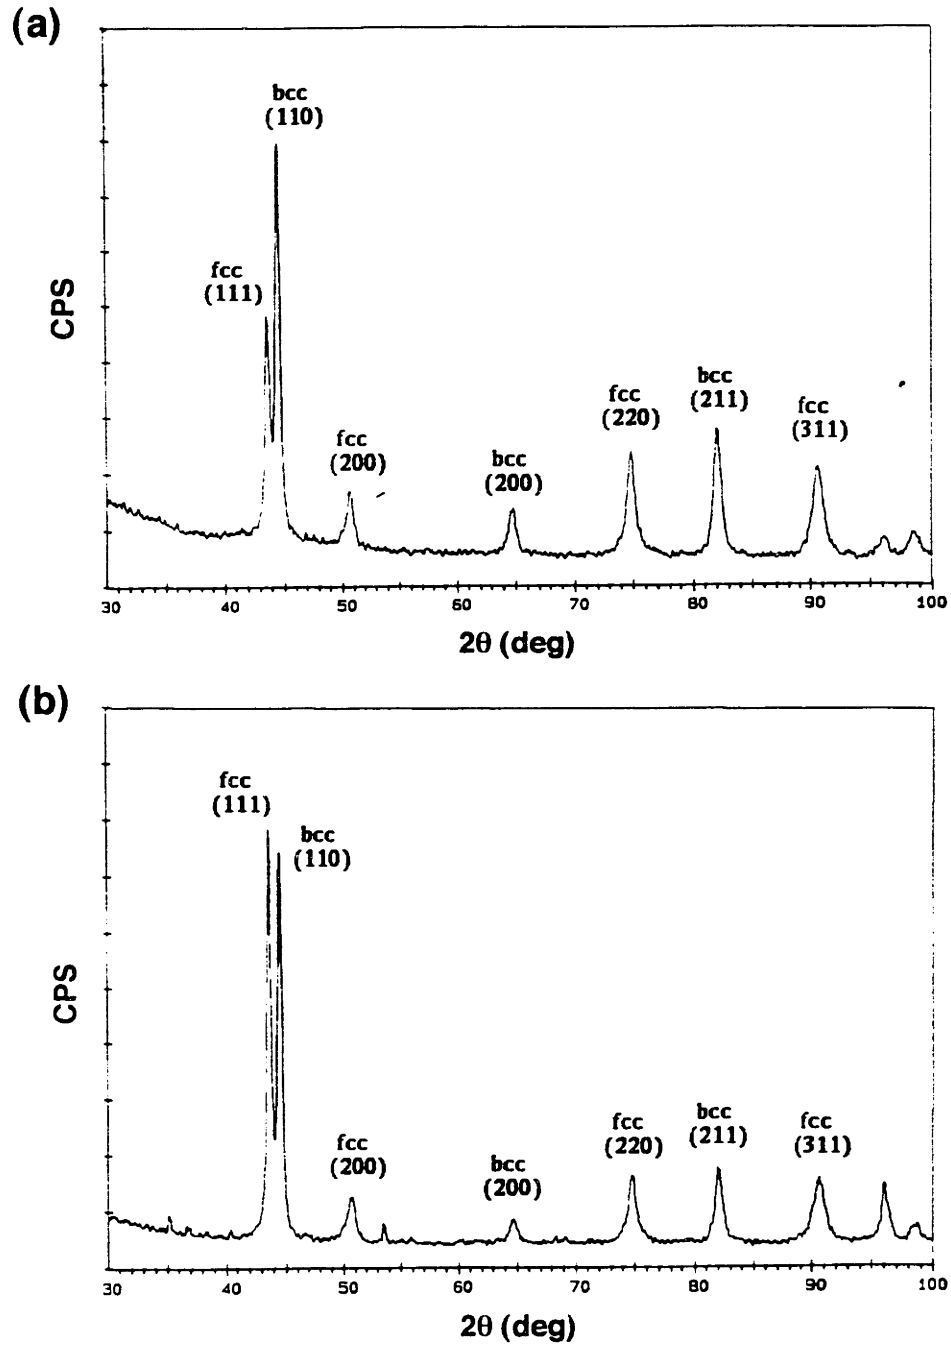 (a)
bcc
(110)
fcc
(111)
CPS
fcc
(200)
bcc
(200)
fcc
(220)
bcc
(211)
fcc
(311)
30 40 50 60 70 80 90 100
2θ (deg)
(b)
fcc
(111)
bcc
(110)
CPS
fcc
(200)
bcc
(200)
fcc
(220)
bcc
(211)
fcc
(311)
30 40 50 60 70 80 90 100
2θ (deg)